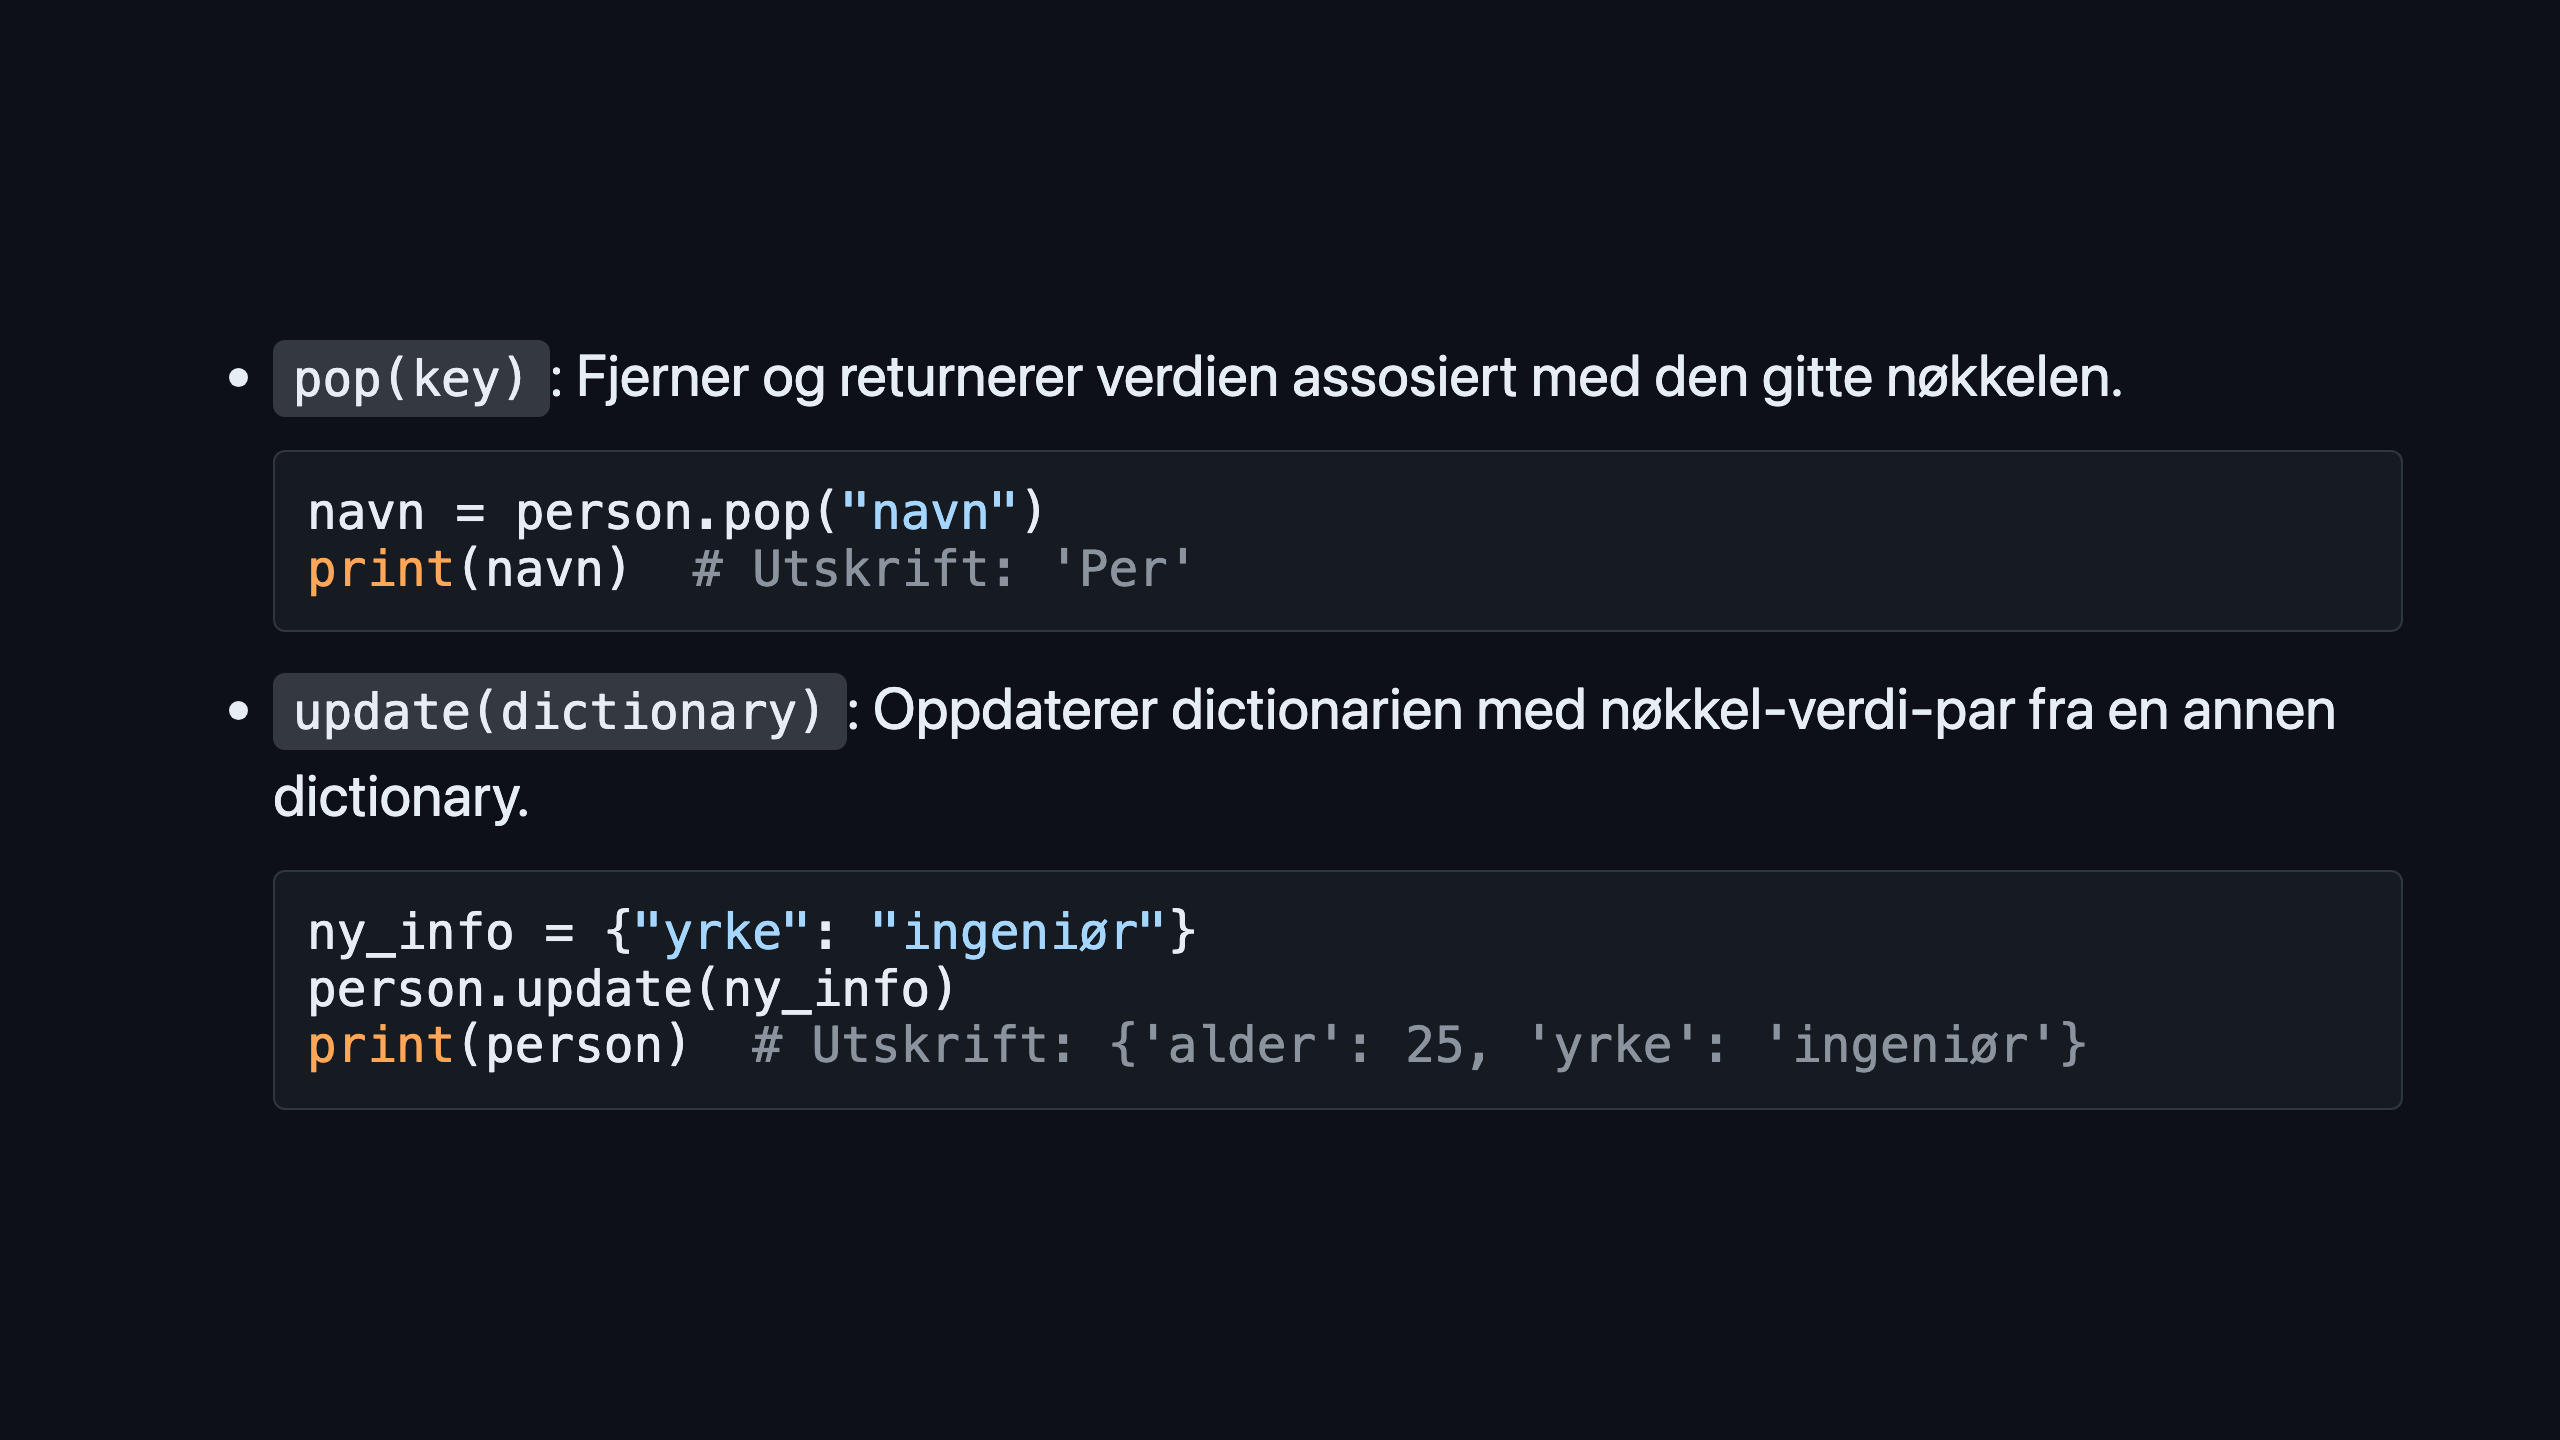 • pop(key): Fjerner og returnerer verdien assosiert med den gitte nøkkelen.
navn = person.pop("navn")
print(navn)  # Utskrift: 'Per'
• update(dictionary): Oppdaterer dictionarien med nøkkel-verdi-par fra en annen
dictionary.
ny_info = {"yrke": "ingeniør"}
person.update(ny_info)
print(person)  # Utskrift: {'alder': 25, 'yrke': 'ingeniør'}